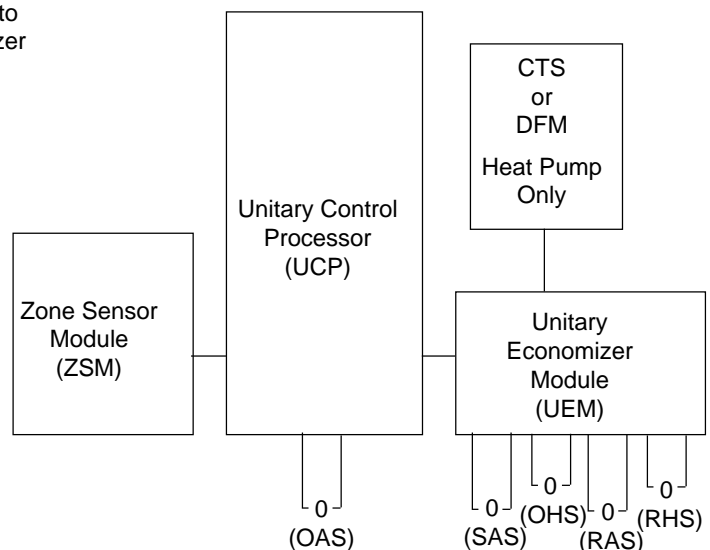 to
zer
CTS
or
DFM
Heat Pump
Only
Unitary Control
Processor
(UCP)
Zone Sensor
Module
(ZSM)
Unitary
Economizer
Module
(UEM)
0
(OAS)
0
(SAS)
0
(OHS)
0
(RAS)
0
(RHS)